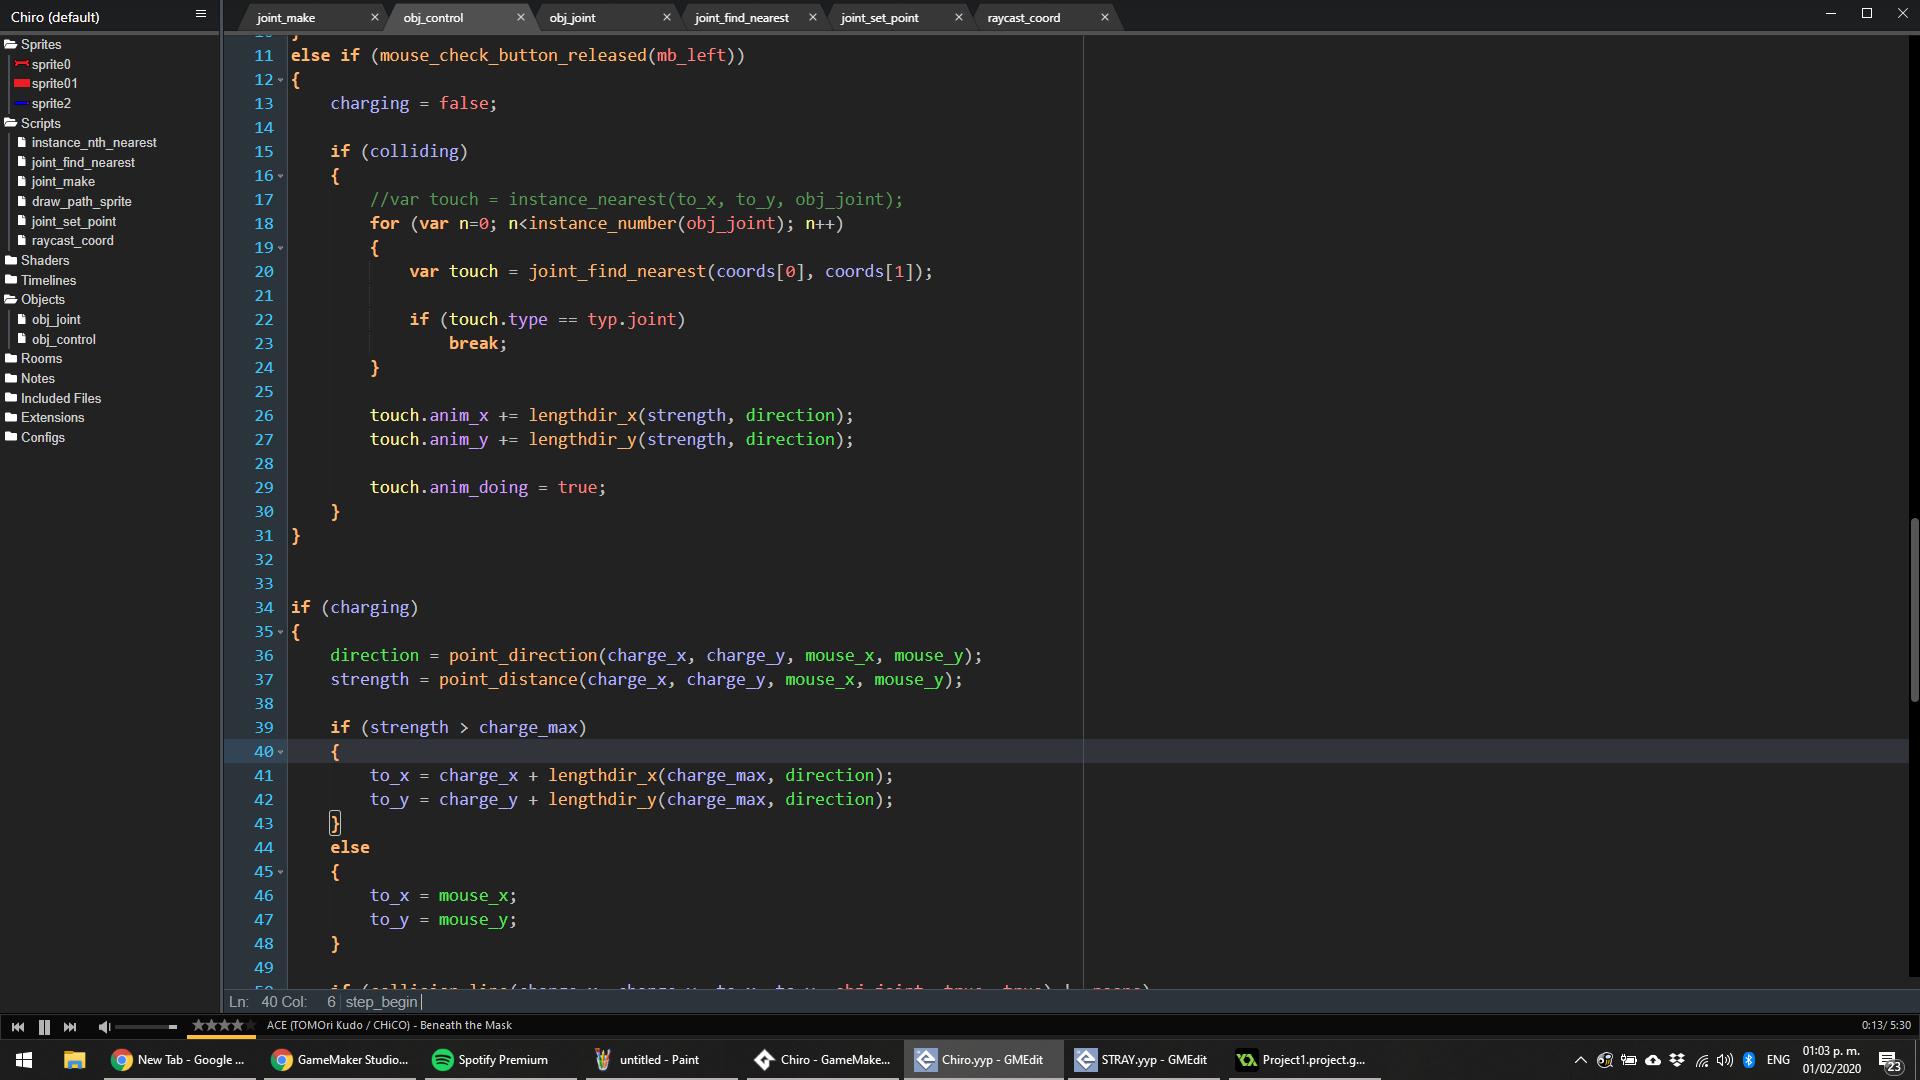 Chiro (default)
joint_make
obj_control
obj_joint
joint_find_nearest
joint_set_point
raycast_coord
Sprites
sprite0
sprite01
sprite2
Scripts
instance_nth_nearest
joint_find_nearest
joint_make
draw_path_sprite
joint_set_point
raycast_coord
Shaders
Timelines
Objects
obj_joint
obj_control
Rooms
Notes
Included Files
Extensions
Configs
11 else if (mouse_check_button_released(mb_left))
12 {
13 charging = false;
14
15 if (colliding)
16 {
17 //var touch = instance_nearest(to_x, to_y, obj_joint);
18 for (var n=0; n<instance_number(obj_joint); n++)
19 {
20 var touch = joint_find_nearest(coords[0], coords[1]);
21
22 if (touch.type == typ.joint)
23 break;
24 }
25
26 touch.anim_x += lengthdir_x(strength, direction);
27 touch.anim_y += lengthdir_y(strength, direction);
28
29 touch.anim_doing = true;
30 }
31 }
32
33
34 if (charging)
35 {
36 direction = point_direction(charge_x, charge_y, mouse_x, mouse_y);
37 strength = point_distance(charge_x, charge_y, mouse_x, mouse_y);
38
39 if (strength > charge_max)
40 {
41 to_x = charge_x + lengthdir_x(charge_max, direction);
42 to_y = charge_y + lengthdir_y(charge_max, direction);
43 }
44 else
45 {
46 to_x = mouse_x;
47 to_y = mouse_y;
48 }
49
Ln: 40 Col: 6 step_begin
ACE (TOMOri Kudo / CHiCO) - Beneath the Mask
0:13/ 5:30
New Tab - Google ...
GameMaker Studio...
Spotify Premium
untitled - Paint
Chiro - GameMake...
Chiro.yyp - GMEdit
STRAY.yyp - GMEdit
Project1.project.g...
ENG
01:03 p. m.
01/02/2020
23